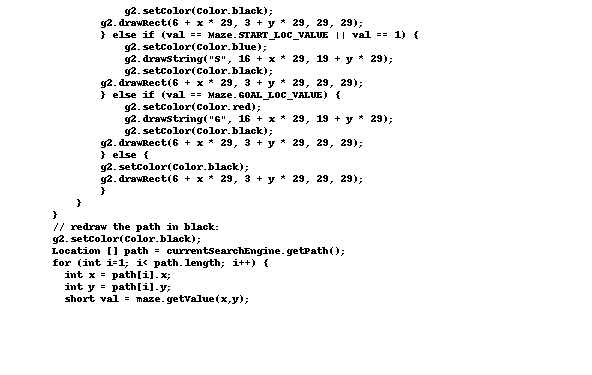 g2.setColor(Color.black);
g2.drawRect(6 + x * 29, 3 + y * 29, 29, 29);
} else if (val == Maze.START_LOC_VALUE || val == 1) {
g2.setColor(Color.blue);
g2.drawString("S", 16 + x * 29, 19 + y * 29);
g2.setColor(Color.black);
g2.drawRect(6 + x * 29, 3 + y * 29, 29, 29);
} else if (val == Maze.GOAL_LOC_VALUE) {
g2.setColor(Color.red);
g2.drawString("G", 16 + x * 29, 19 + y * 29);
g2.setColor(Color.black);
g2.drawRect(6 + x * 29, 3 + y * 29, 29, 29);
} else {
g2.setColor(Color.black);
g2.drawRect(6 + x * 29, 3 + y * 29, 29, 29);
}
}
}
// redraw the path in black:
g2.setColor(Color.black);
Location [] path = currentSearchEngine.getPath();
for (int i=1; i< path.length; i++) {
int x = path[i].x;
int y = path[i].y;
short val = maze.getValue(x,y);